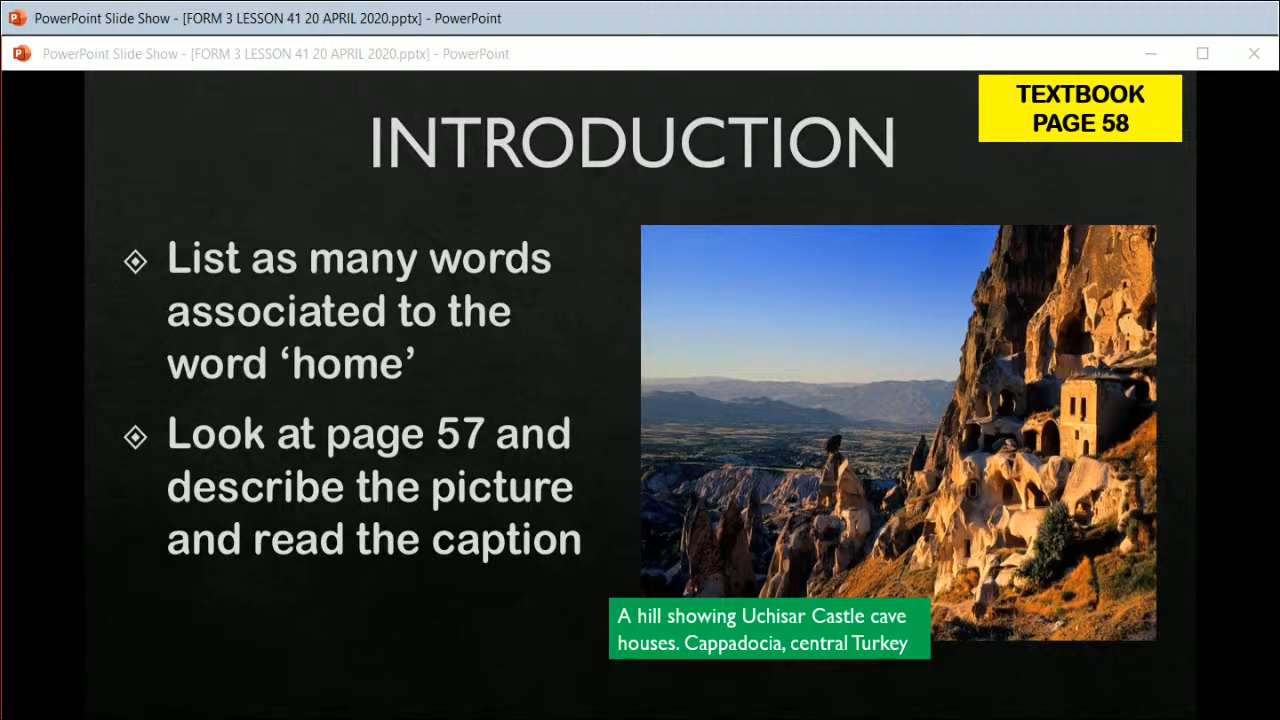 PowerPoint Slide Show - [FORM 3 LESSON 41 20 APRIL 2020.pptx] - PowerPoint
PowerPoint Slide Show - [FORM 3 LESSON 41 20 APRIL 2020.pptx] - PowerPoint
TEXTBOOK
PAGE 58
INTRODUCTION
List as many words
associated to the
word ‘home’
Look at page 57 and
describe the picture
and read the caption
A hill showing Uchisar Castle cave
houses. Cappadocia, central Turkey